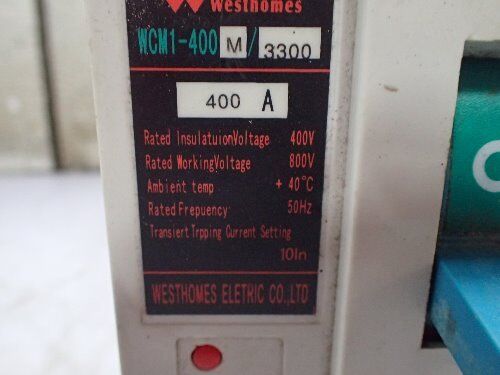 Westhomes
WCM1-400 M / 3300
400 A
Rated InsulatuionVoltage 400V
Rated WorkingVoltage 800V
Ambient temp + 40°C
Rated Frepuency 50Hz
Transiert Trpping Current Setting
10In
WESTHOMES ELETRIC CO.,LTD